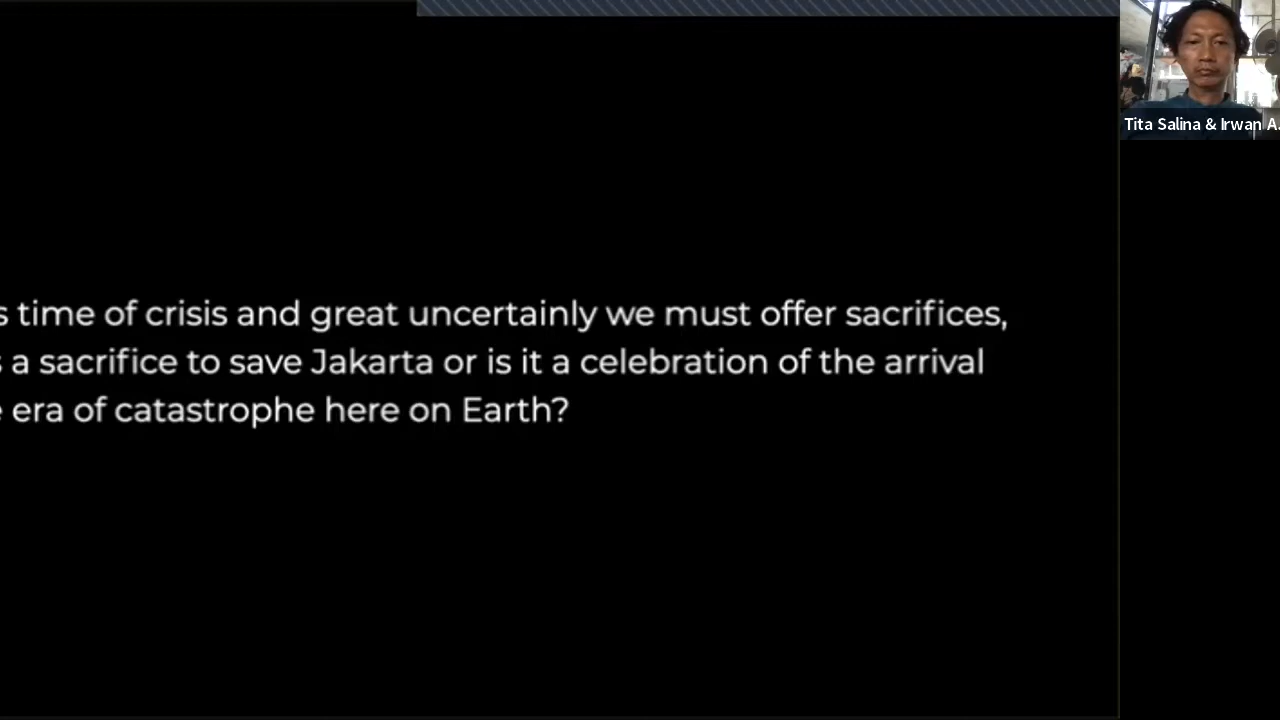 time of crisis and great uncertainly we must offer sacrifices,
a sacrifice to save Jakarta or is it a celebration of the arrival
era of catastrophe here on Earth?
Tita Salina & Irwan A.